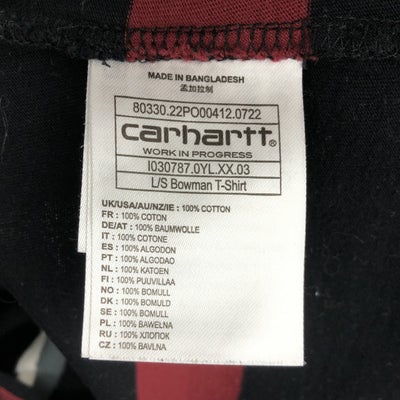 MADE IN BANGLADESH
孟加拉制
80330.22PO00412.0722
carhartt®
WORK IN PROGRESS
I030787.0YL.XX.03
L/S Bowman T-Shirt
UK/USA/AU/NZ/IE : 100% COTTON
FR : 100% COTON
DE/AT : 100% BAUMWOLLE
IT : 100% COTONE
ES : 100% ALGODON
PT : 100% ALGODAO
NL : 100% KATOEN
FI : 100% PUUVILLAA
NO : 100% BOMULL
DK : 100% BOMULD
SE : 100% BOMULL
PL : 100% BAWELNA
RU : 100% ХЛОПОК
CZ : 100% BAVLNA